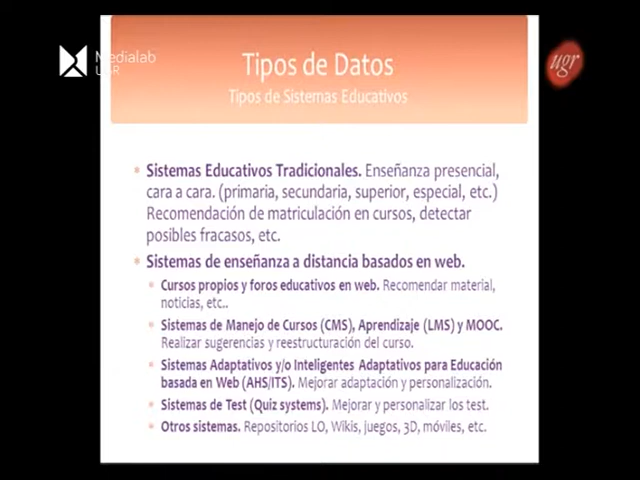 Medialab
UGR
ugr
Tipos de Datos
Tipos de Sistemas Educativos
Sistemas Educativos Tradicionales. Enseñanza presencial,
cara a cara. (primaria, secundaria, superior, especial, etc.)
Recomendación de matriculación en cursos, detectar
posibles fracasos, etc.
Sistemas de enseñanza a distancia basados en web.
Cursos propios y foros educativos en web. Recomendar material,
noticias, etc..
Sistemas de Manejo de Cursos (CMS), Aprendizaje (LMS) y MOOC.
Realizar sugerencias y reestructuración del curso.
Sistemas Adaptativos y/o Inteligentes Adaptativos para Educación
basada en Web (AHS/ITS). Mejorar adaptación y personalización.
Sistemas de Test (Quiz systems). Mejorar y personalizar los test.
Otros sistemas. Repositorios LO, Wikis, juegos, 3D, móviles, etc.